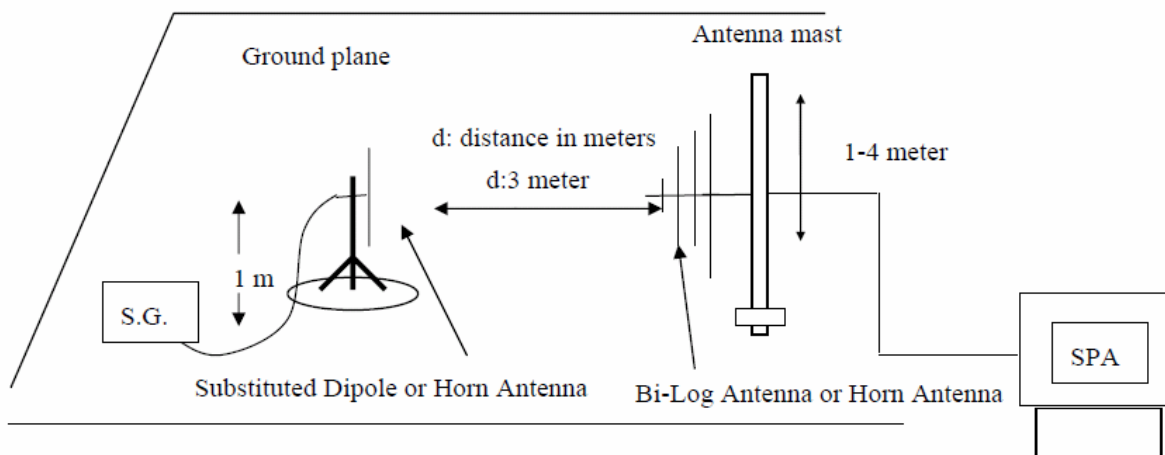 Antenna mast
Ground plane
d: distance in meters
d:3 meter
1-4 meter
1 m
S.G.
SPA
Substituted Dipole or Horn Antenna
Bi-Log Antenna or Horn Antenna